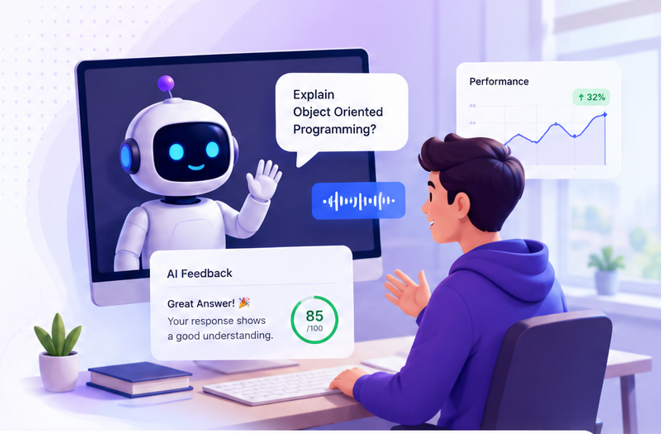 Explain
Object Oriented
Programming?
Performance
↑ 32%
AI Feedback
Great Answer! 🎉
Your response shows
a good understanding.
85
/100